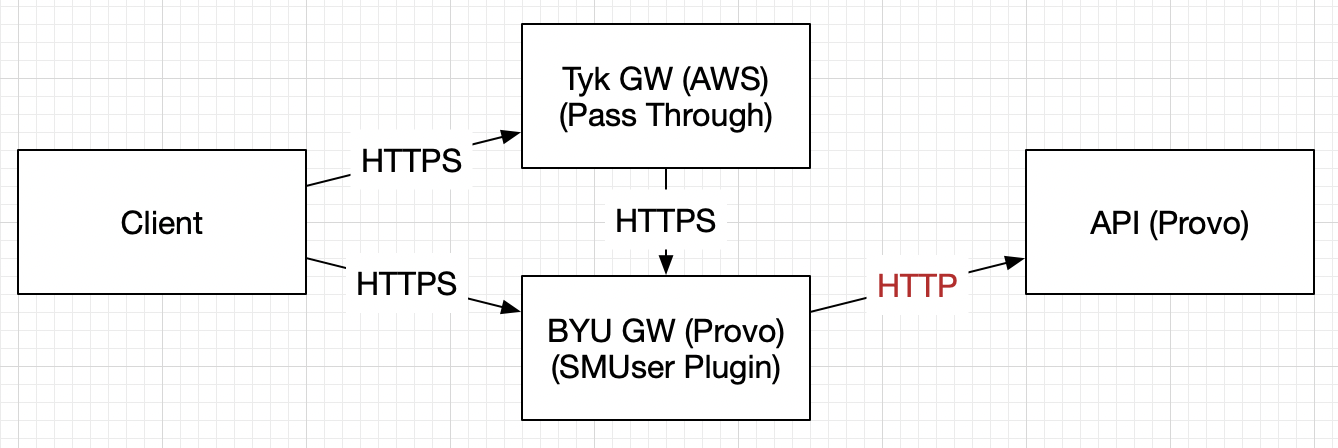 Tyk GW (AWS)
(Pass Through)
HTTPS
Client
HTTPS
API (Provo)
HTTPS
HTTP
BYU GW (Provo)
(SMUser Plugin)